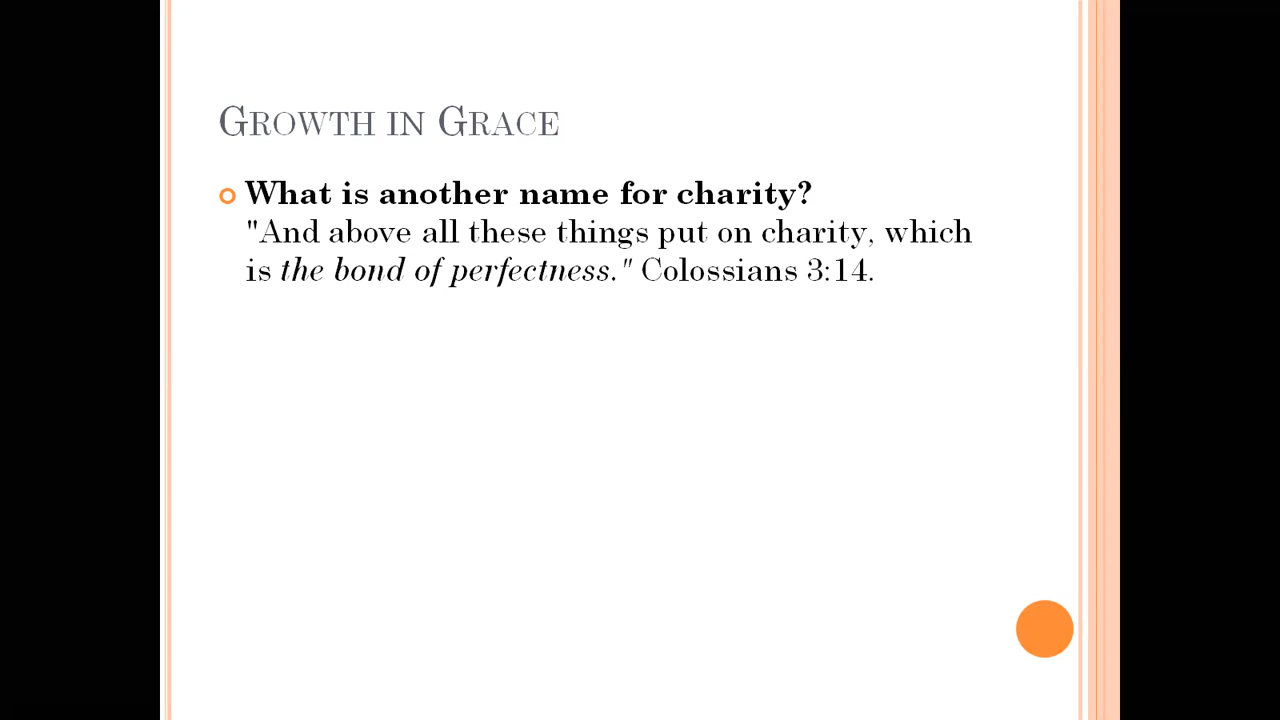 Growth in Grace
What is another name for charity?
"And above all these things put on charity, which
is the bond of perfectness." Colossians 3:14.